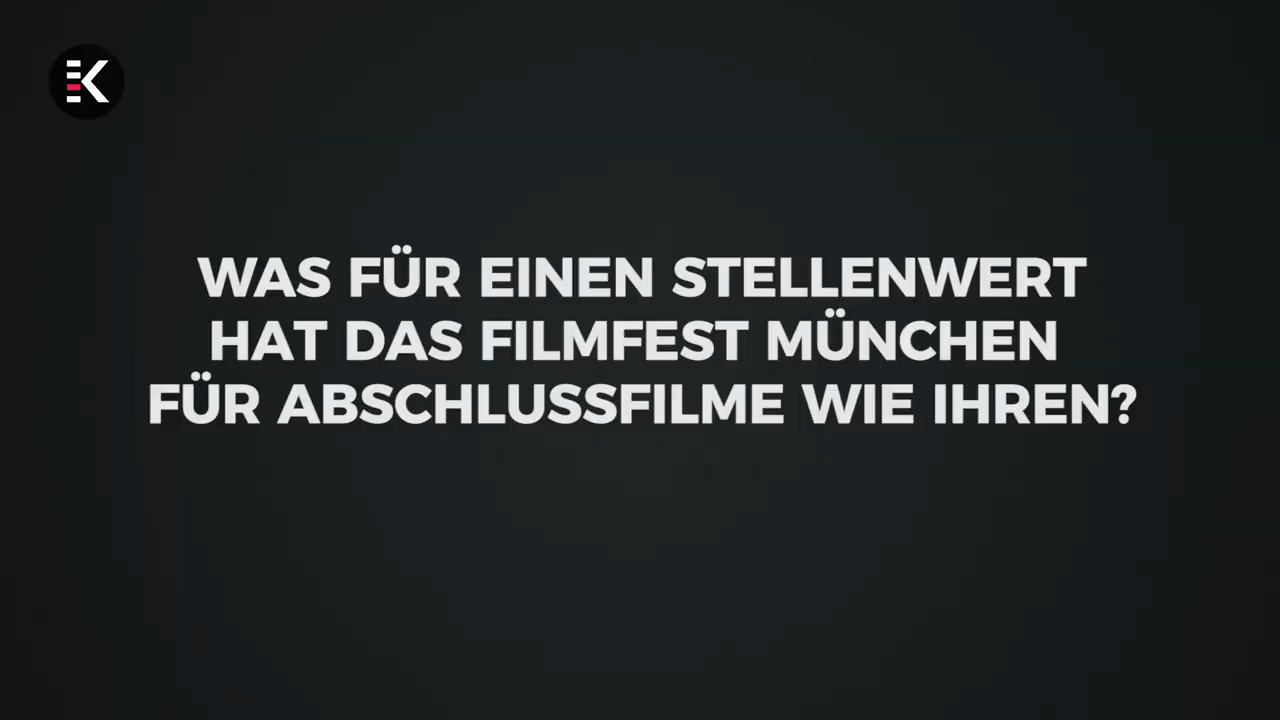 K
WAS FÜR EINEN STELLENWERT
HAT DAS FILMFEST MÜNCHEN
FÜR ABSCHLUSSFILME WIE IHREN?